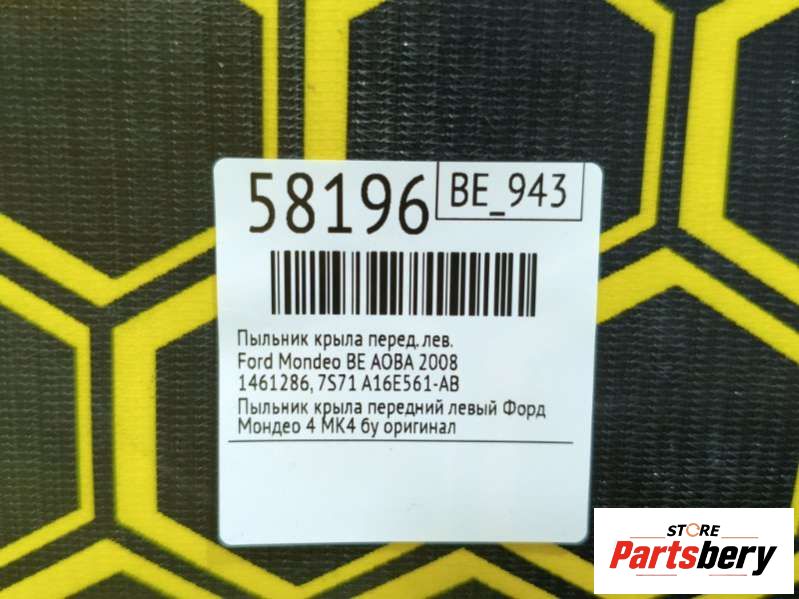 58196
BE_943
Пыльник крыла перед. лев.
Ford Mondeo BE AOBA 2008
1461286, 7S71 A16E561-AB
Пыльник крыла передний левый Форд
Мондео 4 МК4 бу оригинал
STORE
Partsbery